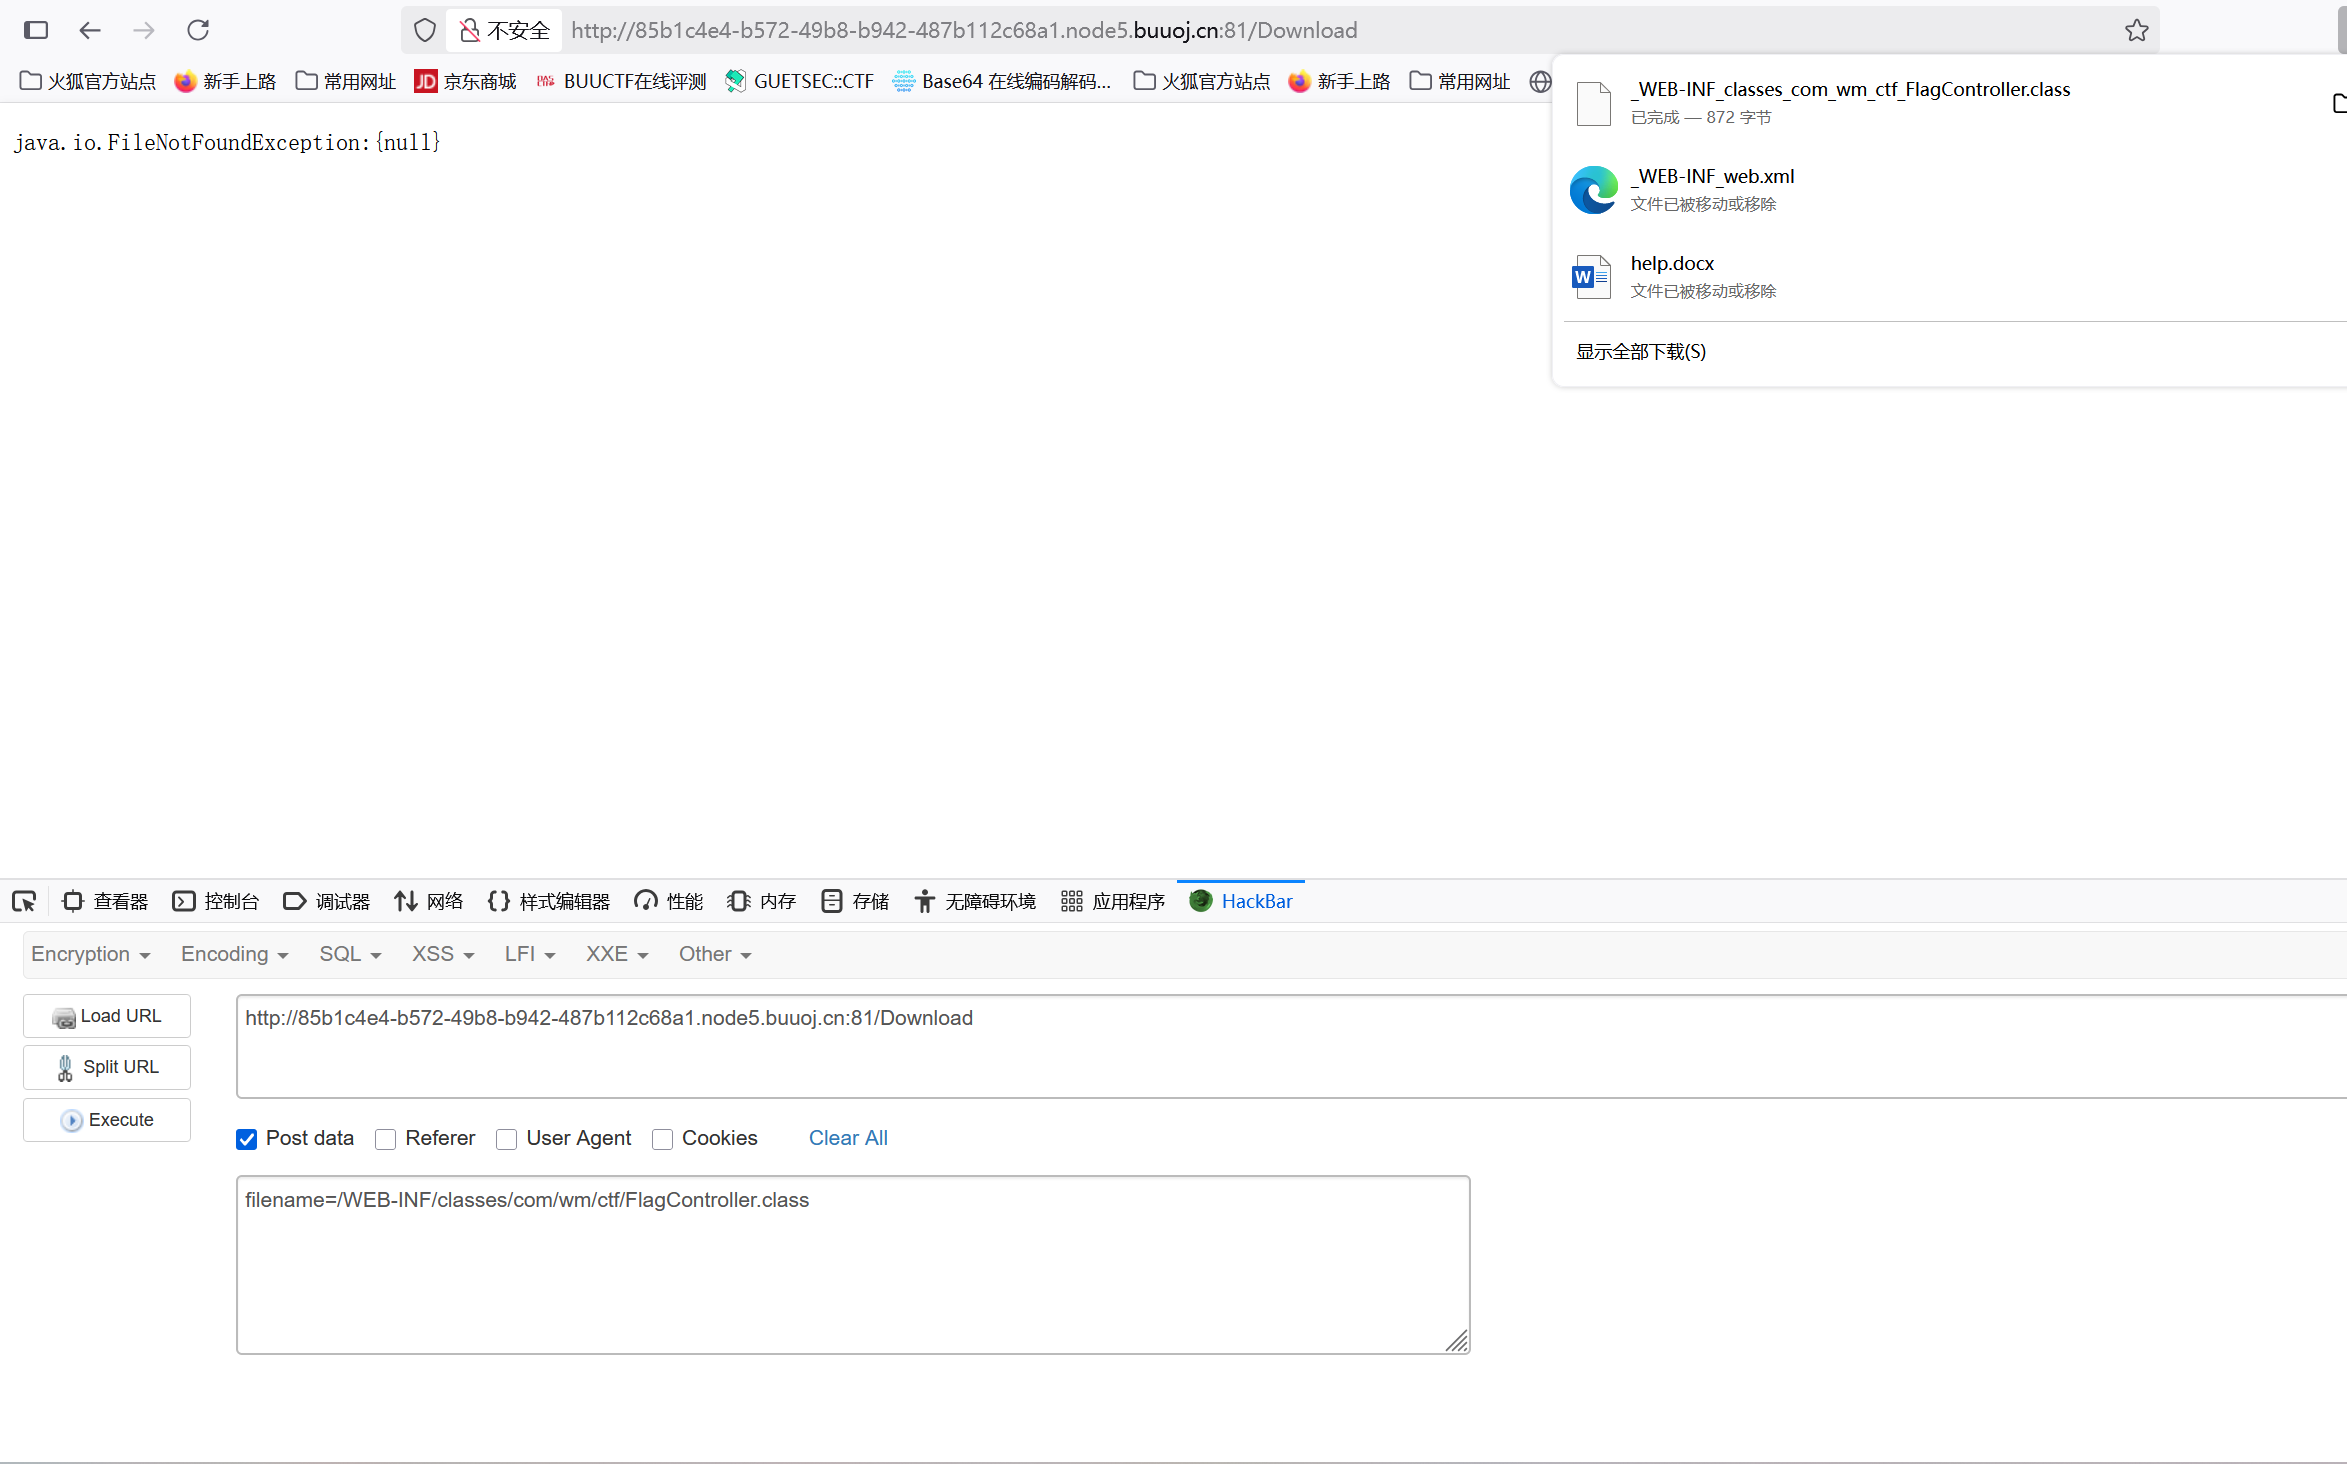 不安全 http://85b1c4e4-b572-49b8-b942-487b112c68a1.node5.buuoj.cn:81/Download
火狐官方站点 新手上路 常用网址 JD 京东商城 BUUCTF在线评测 GUETSEC::CTF Base64 在线编码解码... 火狐官方站点 新手上路 常用网址
java.io.FileNotFoundException:{null}
_WEB-INF_classes_com_wm_ctf_FlagController.class
已完成 — 872 字节
_WEB-INF_web.xml
文件已被移动或移除
W help.docx
文件已被移动或移除
显示全部下载(S)
查看器 控制台 调试器 网络 样式编辑器 性能 内存 存储 无障碍环境 应用程序 HackBar
Encryption Encoding SQL XSS LFI XXE Other
Load URL
Split URL
Execute
http://85b1c4e4-b572-49b8-b942-487b112c68a1.node5.buuoj.cn:81/Download
Post data Referer User Agent Cookies Clear All
filename=/WEB-INF/classes/com/wm/ctf/FlagController.class